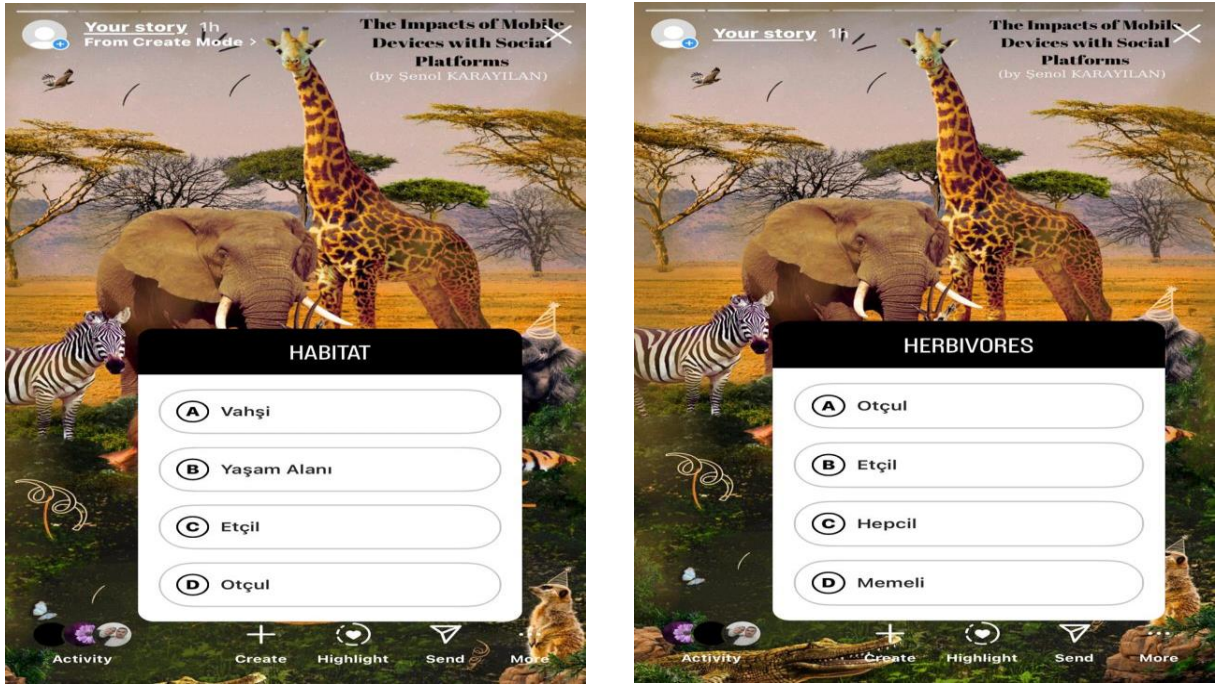 Your story 1h
From Create Mode >
The Impacts of Mobile
Devices with Social
Platforms
(by Şenol KARAYILAN)
HABITAT
A Vahşi
B Yaşam Alanı
C Etçil
D Otçul
Activity
Create
Highlight
Send
More
Your story 1h
The Impacts of Mobile
Devices with Social
Platforms
(by Şenol KARAYILAN)
HERBIVORES
A Otçul
B Etçil
C Hepcil
D Memeli
Activity
Create
Highlight
Send
More